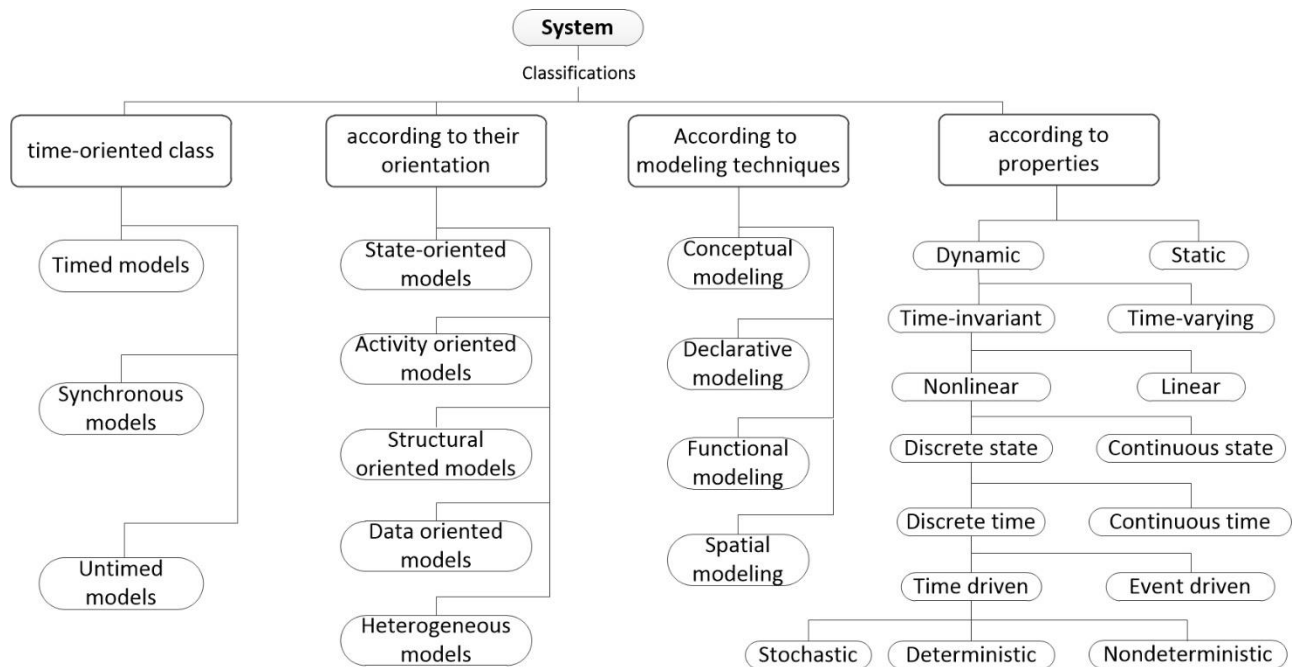 System
Classifications
time-oriented class
according to their
orientation
According to
modeling techniques
according to
properties
Timed models
Synchronous
models
Untimed
models
State-oriented
models
Activity oriented
models
Structural
oriented models
Data oriented
models
Heterogeneous
models
Conceptual
modeling
Declarative
modeling
Functional
modeling
Spatial
modeling
Dynamic
Static
Time-invariant
Time-varying
Nonlinear
Linear
Discrete state
Continuous state
Discrete time
Continuous time
Time driven
Event driven
Stochastic
Deterministic
Nondeterministic